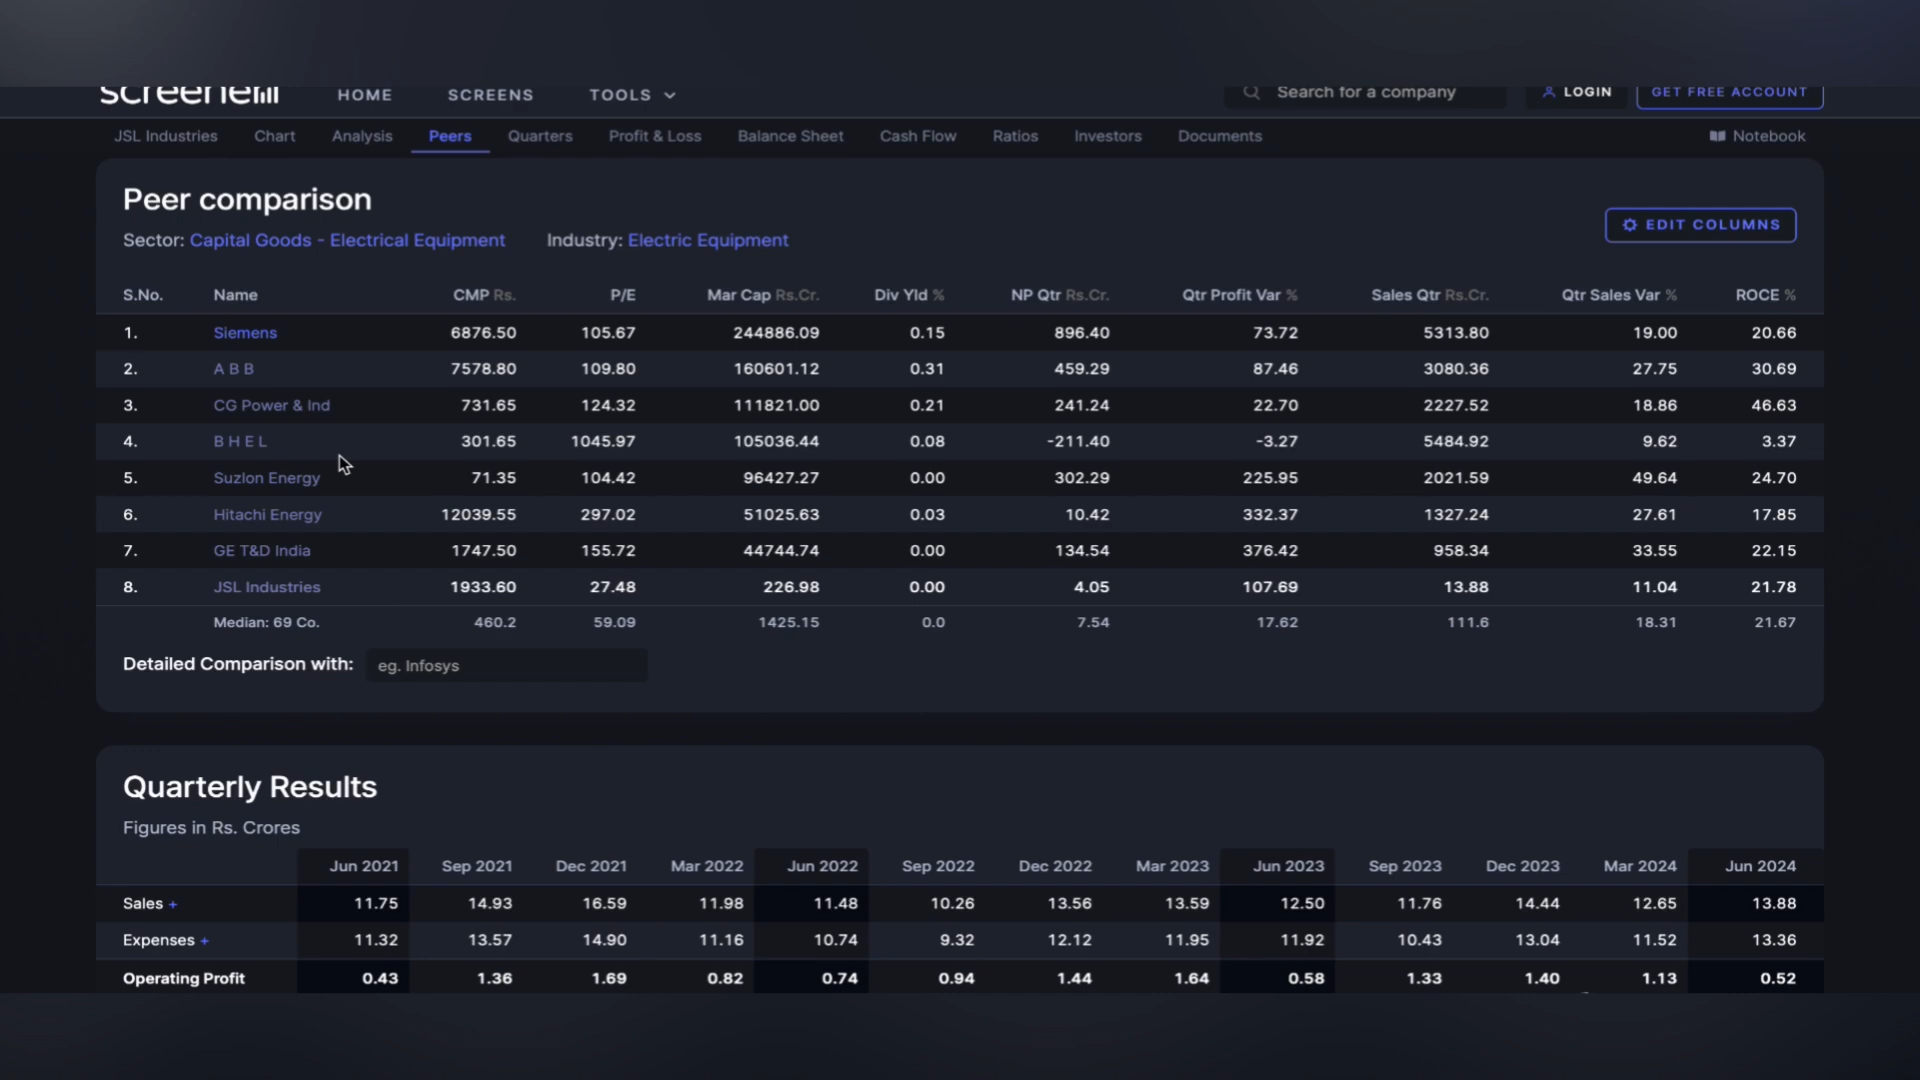 screener HOME SCREENS TOOLS Search for a company LOGIN GET FREE ACCOUNT
JSL Industries Chart Analysis Peers Quarters Profit & Loss Balance Sheet Cash Flow Ratios Investors Documents Notebook
Peer comparison
EDIT COLUMNS
Sector: Capital Goods - Electrical Equipment Industry: Electric Equipment
S.No. Name CMP Rs. P/E Mar Cap Rs.Cr. Div Yld % NP Qtr Rs.Cr. Qtr Profit Var % Sales Qtr Rs.Cr. Qtr Sales Var % ROCE %
1. Siemens 6876.50 105.67 244886.09 0.15 896.40 73.72 5313.80 19.00 20.66
2. A B B 7578.80 109.80 160601.12 0.31 459.29 87.46 3080.36 27.75 30.69
3. CG Power & Ind 731.65 124.32 111821.00 0.21 241.24 22.70 2227.52 18.86 46.63
4. B H E L 301.65 1045.97 105036.44 0.08 -211.40 -3.27 5484.92 9.62 3.37
5. Suzlon Energy 71.35 104.42 96427.27 0.00 302.29 225.95 2021.59 49.64 24.70
6. Hitachi Energy 12039.55 297.02 51025.63 0.03 10.42 332.37 1327.24 27.61 17.85
7. GE T&D India 1747.50 155.72 44744.74 0.00 134.54 376.42 958.34 33.55 22.15
8. JSL Industries 1933.60 27.48 226.98 0.00 4.05 107.69 13.88 11.04 21.78
Median: 69 Co. 460.2 59.09 1425.15 0.0 7.54 17.62 111.6 18.31 21.67
Detailed Comparison with: eg. Infosys
Quarterly Results
Figures in Rs. Crores
Jun 2021 Sep 2021 Dec 2021 Mar 2022 Jun 2022 Sep 2022 Dec 2022 Mar 2023 Jun 2023 Sep 2023 Dec 2023 Mar 2024 Jun 2024
Sales + 11.75 14.93 16.59 11.98 11.48 10.26 13.56 13.59 12.50 11.76 14.44 12.65 13.88
Expenses + 11.32 13.57 14.90 11.16 10.74 9.32 12.12 11.95 11.92 10.43 13.04 11.52 13.36
Operating Profit 0.43 1.36 1.69 0.82 0.74 0.94 1.44 1.64 0.58 1.33 1.40 1.13 0.52